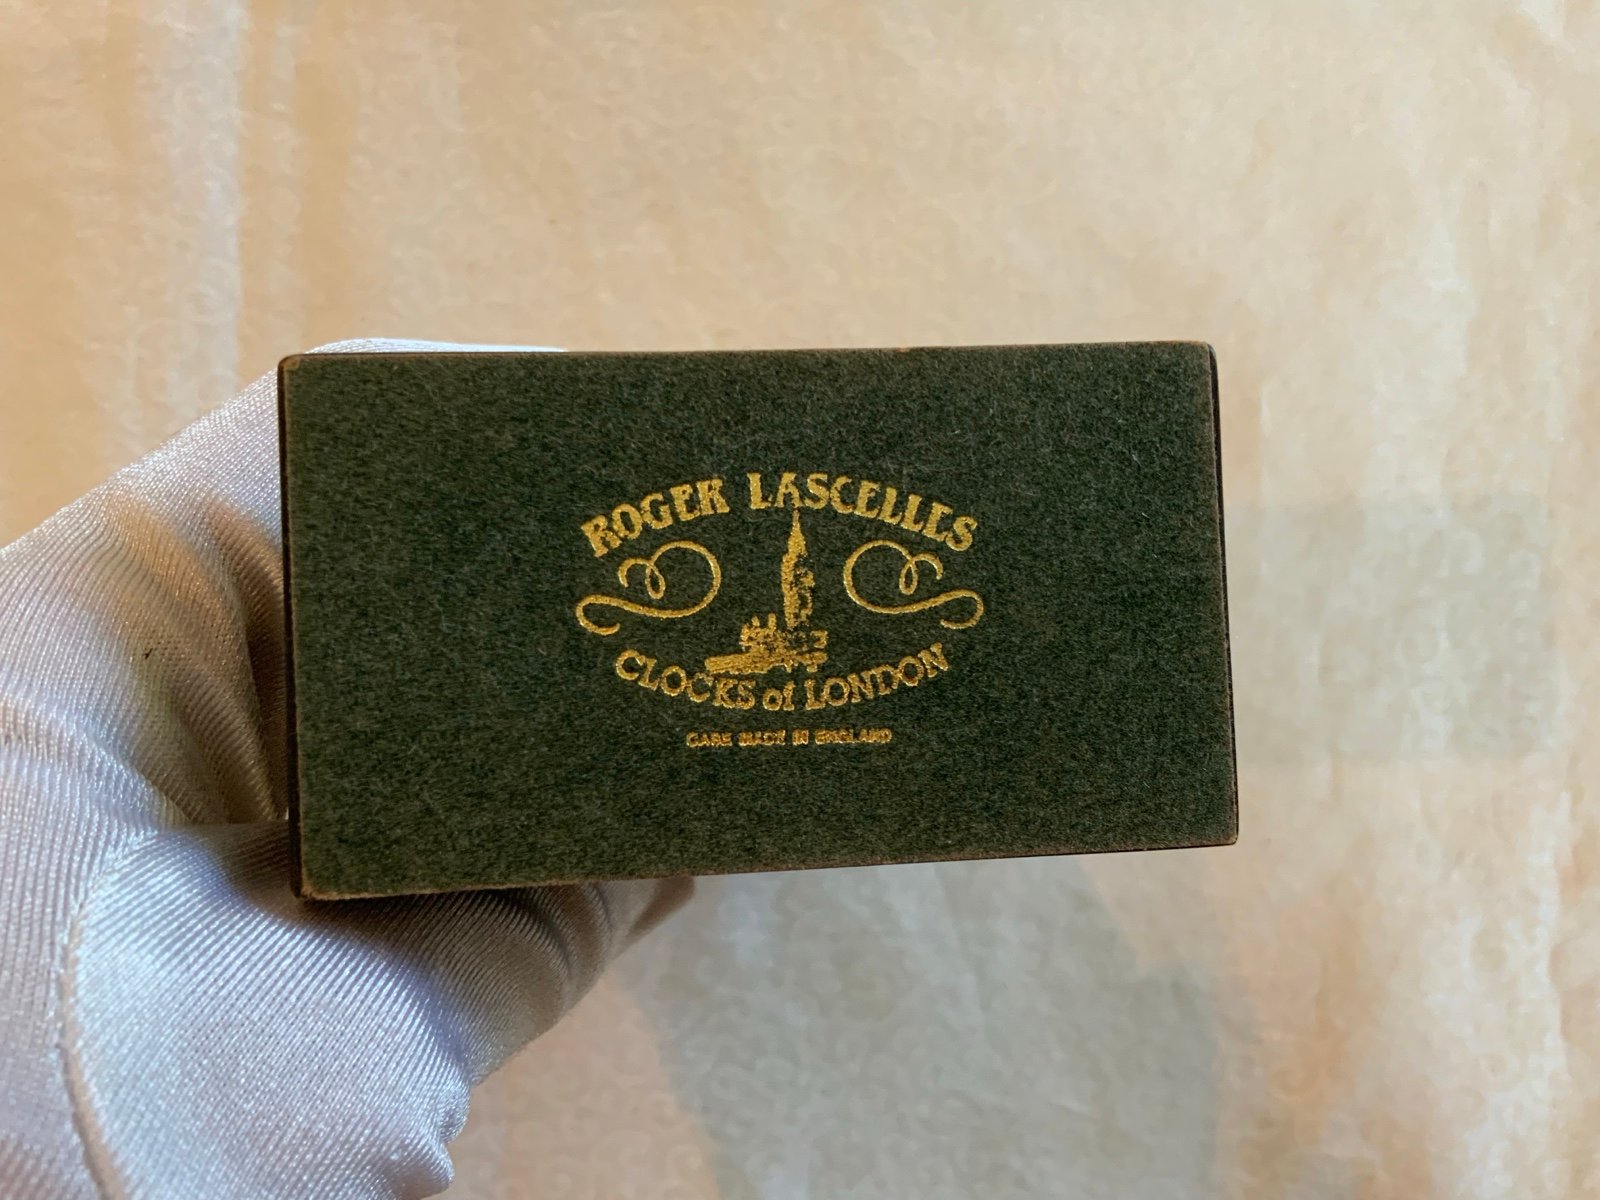 ROGER LASCELLES
CLOCKS of LONDON
CASE MADE IN ENGLAND